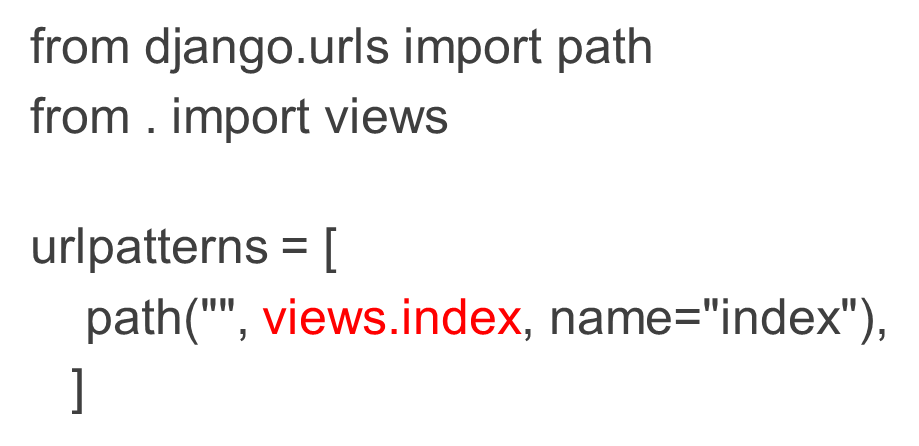 from django.urls import path
from . import views
urlpatterns = [
path("", views.index, name="index"),
]